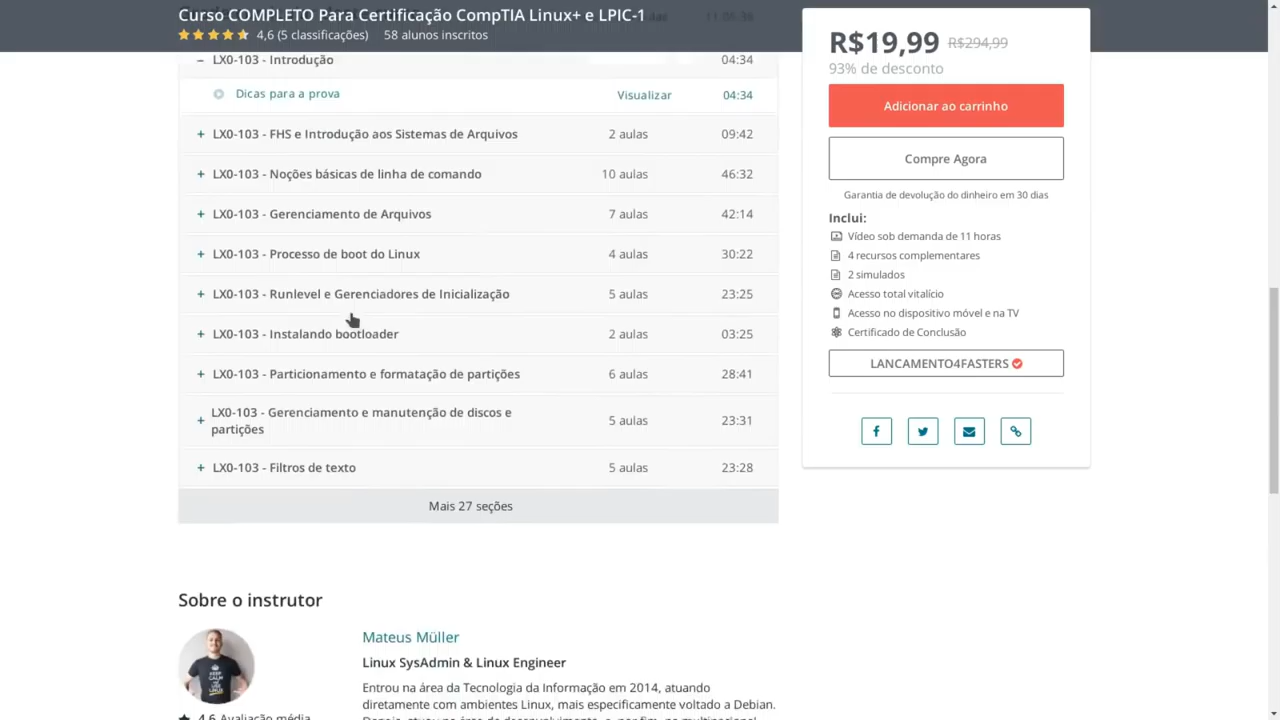 Curso COMPLETO Para Certificação CompTIA Linux+ e LPIC-1
4,6 (5 classificações) 58 alunos inscritos
LX0-103 - Introdução 04:34
Dicas para a prova Visualizar 04:34
+ LX0-103 - FHS e Introdução aos Sistemas de Arquivos 2 aulas 09:42
+ LX0-103 - Noções básicas de linha de comando 10 aulas 46:32
+ LX0-103 - Gerenciamento de Arquivos 7 aulas 42:14
+ LX0-103 - Processo de boot do Linux 4 aulas 30:22
+ LX0-103 - Runlevel e Gerenciadores de Inicialização 5 aulas 23:25
+ LX0-103 - Instalando bootloader 2 aulas 03:25
+ LX0-103 - Particionamento e formatação de partições 6 aulas 28:41
+ LX0-103 - Gerenciamento e manutenção de discos e
partições 5 aulas 23:31
+ LX0-103 - Filtros de texto 5 aulas 23:28
Mais 27 seções
R$19,99 R$294,99
93% de desconto
Adicionar ao carrinho
Compre Agora
Garantia de devolução do dinheiro em 30 dias
Inclui:
Vídeo sob demanda de 11 horas
4 recursos complementares
2 simulados
Acesso total vitalício
Acesso no dispositivo móvel e na TV
Certificado de Conclusão
LANCAMENTO4FASTERS
Sobre o instrutor
Mateus Müller
Linux SysAdmin & Linux Engineer
Entrou na área da Tecnologia da Informação em 2014, atuando
diretamente com ambientes Linux, mais especificamente voltado a Debian.
KEEP
CALM
LINUX
4,6 Avaliação média